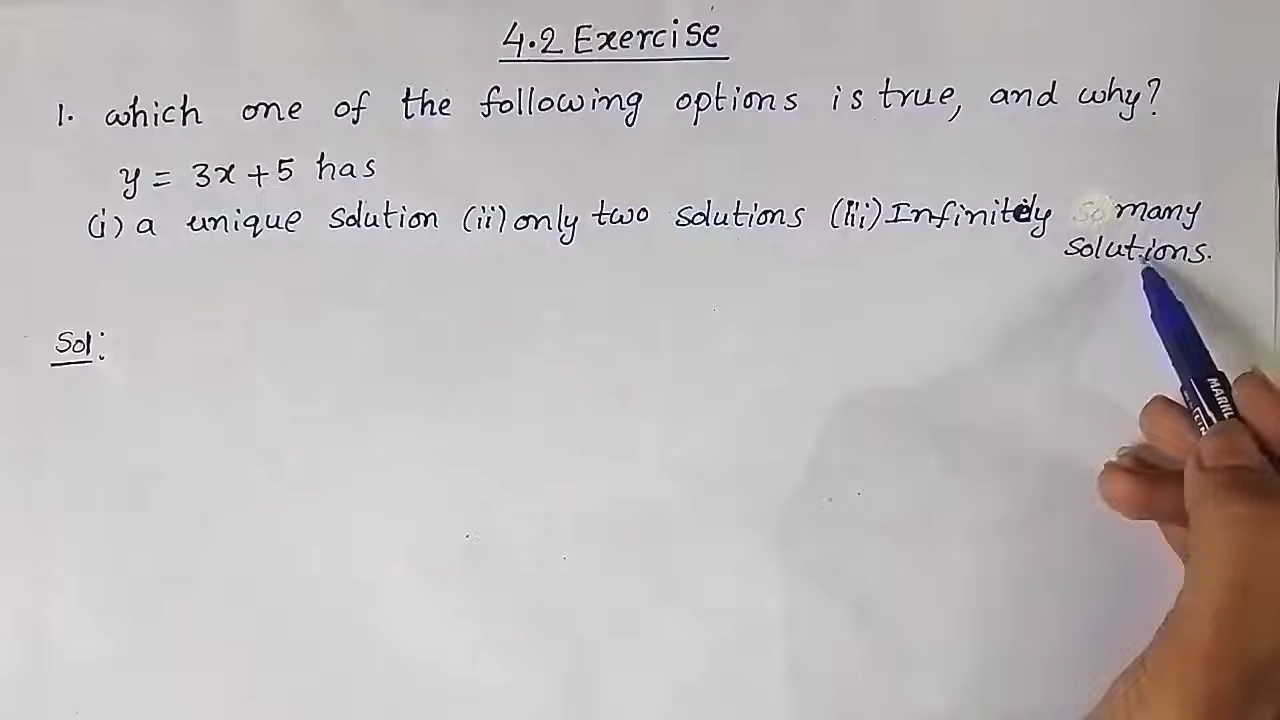 4.2 Exercise
1. which one of the following options is true, and why?
y = 3x + 5 has
(i) a unique solution (ii) only two solutions (iii) Infinitely many
solutions.
Sol: